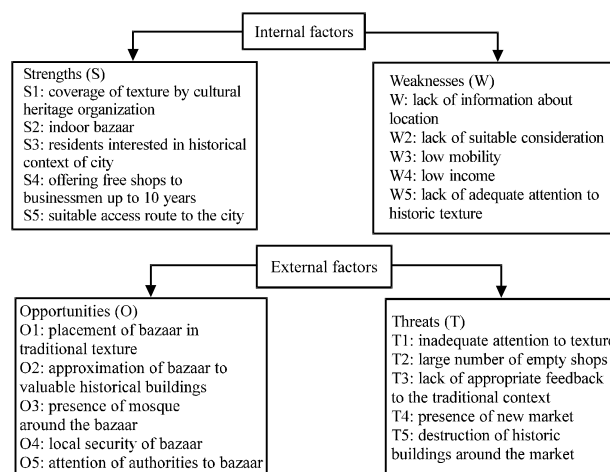 Internal factors
Strengths (S)
S1: coverage of texture by cultural
heritage organization
S2: indoor bazaar
S3: residents interested in historical
context of city
S4: offering free shops to
businessmen up to 10 years
S5: suitable access route to the city
Weaknesses (W)
W: lack of information about
location
W2: lack of suitable consideration
W3: low mobility
W4: low income
W5: lack of adequate attention to
historic texture
External factors
Opportunities (O)
O1: placement of bazaar in
traditional texture
O2: approximation of bazaar to
valuable historical buildings
O3: presence of mosque
around the bazaar
O4: local security of bazaar
O5: attention of authorities to bazaar
Threats (T)
T1: inadequate attention to texture
T2: large number of empty shops
T3: lack of appropriate feedback
to the traditional context
T4: presence of new market
T5: destruction of historic
buildings around the market